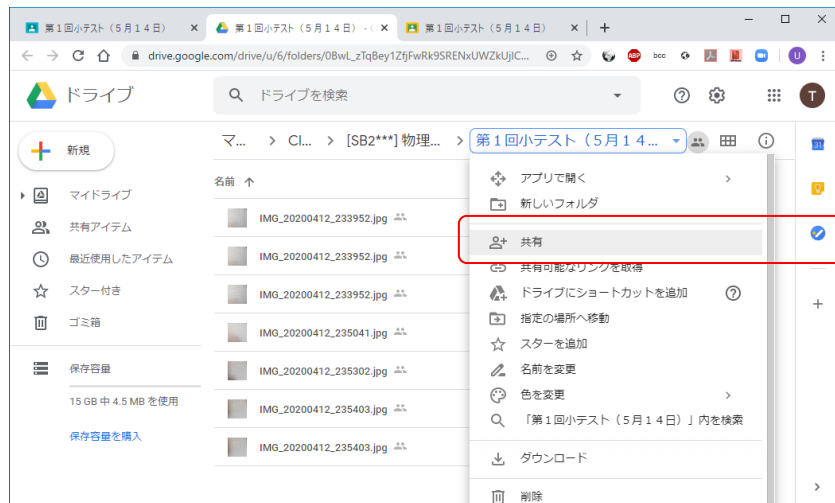 第１回小テスト（５月１４日）
第１回小テスト（５月１４日） - (
第１回小テスト（５月１４日）
drive.google.com/drive/u/6/folders/0BwL_zTqBey1ZfjFwRk9SRENxUWZkUjlC...
ABP
bcc
U
ドライブ
ドライブを検索
T
新規
マ... > Cl... > [SB2***] 物理... > 第１回小テスト（５月１４...
31
名前
マイドライブ
共有アイテム
最近使用したアイテム
スター付き
ゴミ箱
保存容量
15 GB 中 4.5 MB を使用
保存容量を購入
IMG_20200412_233952.jpg
IMG_20200412_233952.jpg
IMG_20200412_233952.jpg
IMG_20200412_235041.jpg
IMG_20200412_235302.jpg
IMG_20200412_235403.jpg
IMG_20200412_235403.jpg
アプリで開く
新しいフォルダ
共有
共有可能なリンクを取得
ドライブにショートカットを追加
指定の場所へ移動
スターを追加
名前を変更
色を変更
「第１回小テスト（５月１４日）」内を検索
ダウンロード
削除